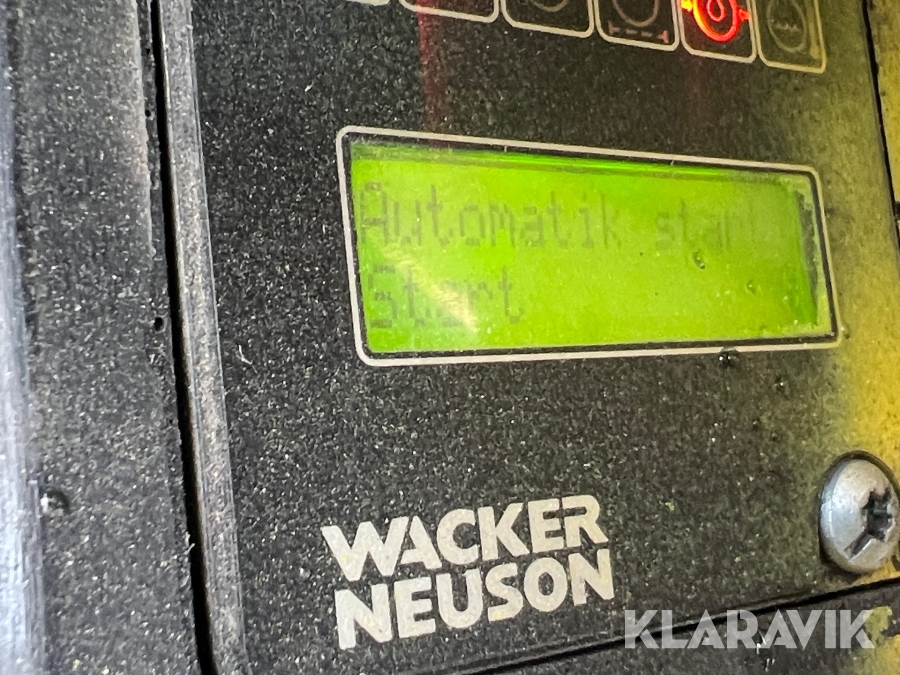 Automatik start
Start
WACKER
NEUSON
KLARAVIK